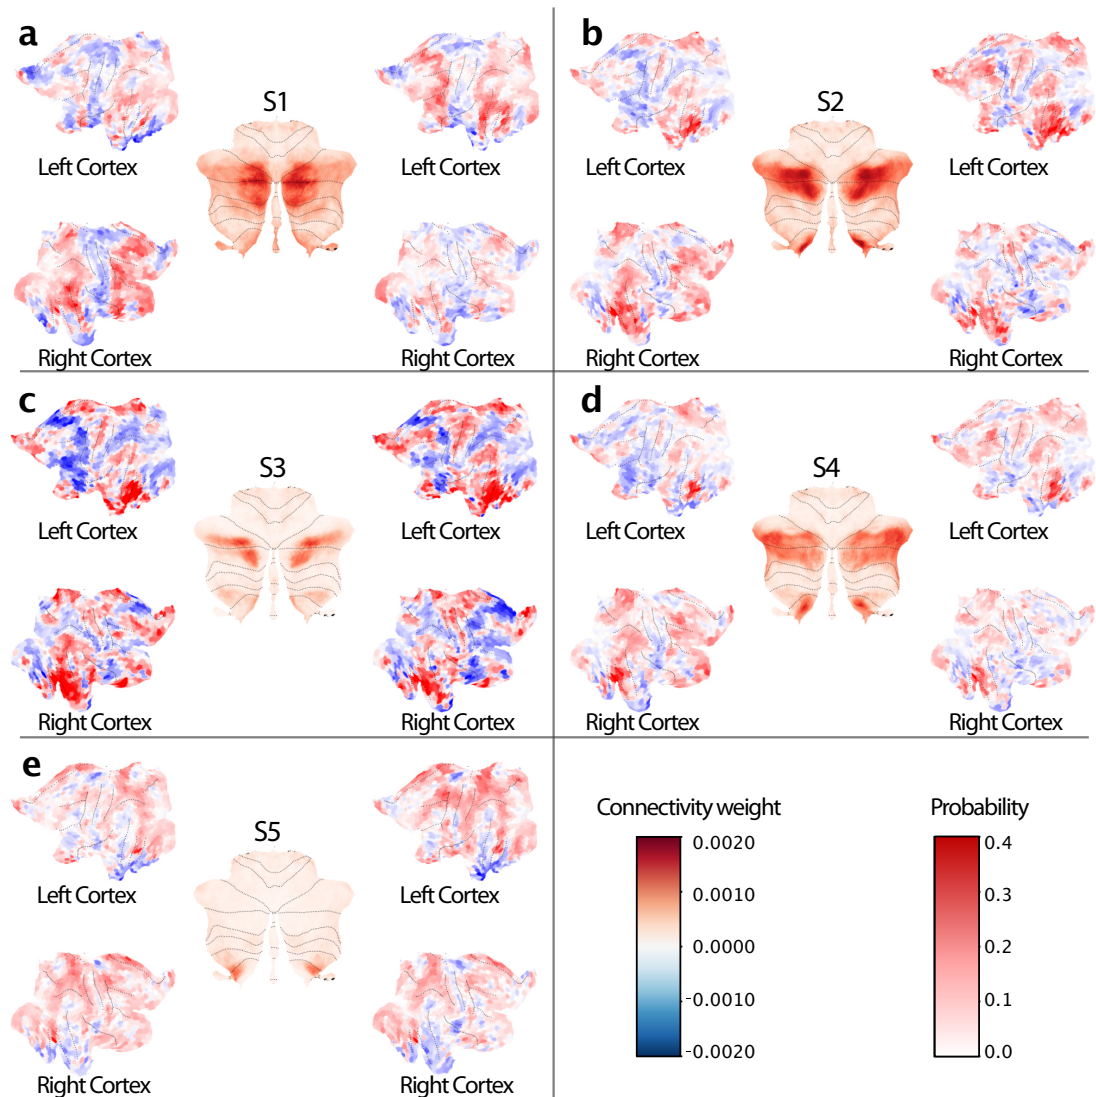 a
S1
Left Cortex
Left Cortex
Right Cortex
Right Cortex
b
S2
Left Cortex
Left Cortex
Right Cortex
Right Cortex
c
S3
Left Cortex
Left Cortex
Right Cortex
Right Cortex
d
S4
Left Cortex
Left Cortex
Right Cortex
Right Cortex
e
S5
Left Cortex
Left Cortex
Right Cortex
Right Cortex
Connectivity weight
0.0020
0.0010
0.0000
-0.0010
-0.0020
Probability
0.4
0.3
0.2
0.1
0.0